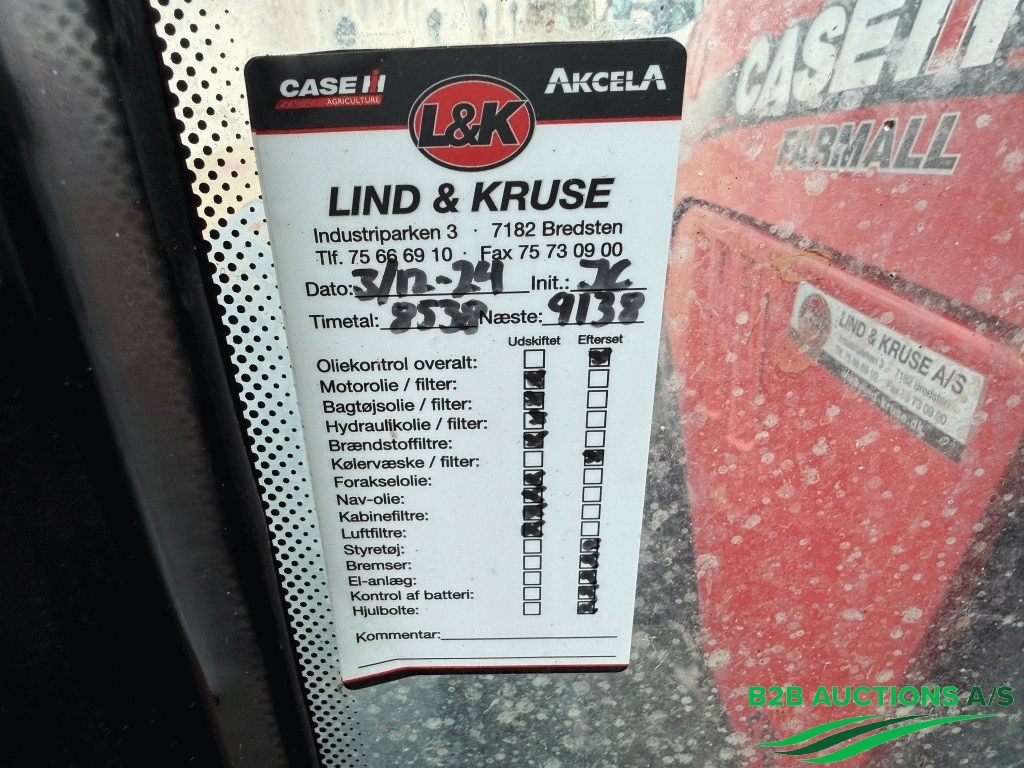 CASE IH
AGRICULTURE
L&K
AKCELA
LIND & KRUSE
Industriparken 3 · 7182 Bredsten
Tlf. 75 66 69 10 · Fax 75 73 09 00
Dato: 3/12-24 Init.: JC
Timetal: 8538 Næste: 9138
Udskiftet Efterset
Oliekontrol overalt:
Motorolie / filter:
Bagtøjsolie / filter:
Hydraulikolie / filter:
Brændstoffiltre:
Kølervæske / filter:
Forakselolie:
Nav-olie:
Kabinefiltre:
Luftfiltre:
Styretøj:
Bremser:
El-anlæg:
Kontrol af batteri:
Hjulbolte:
Kommentar:
CASE IH
FARMALL
LIND & KRUSE A/S
7182 Bredsten
B2B AUCTIONS A/S